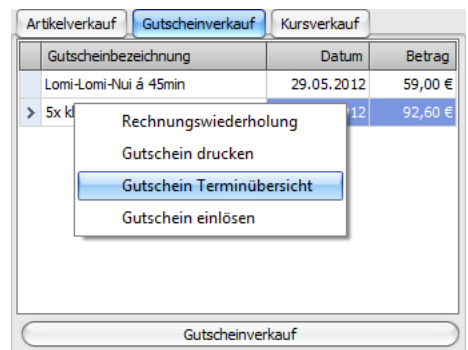 Artikelverkauf Gutscheinverkauf Kursverkauf
Gutscheinbezeichnung Datum Betrag
Lomi-Lomi-Nui á 45min 29.05.2012 59,00 €
5x 12 92,60 €
Rechnungswiederholung
Gutschein drucken
Gutschein Terminübersicht
Gutschein einlösen
Gutscheinverkauf